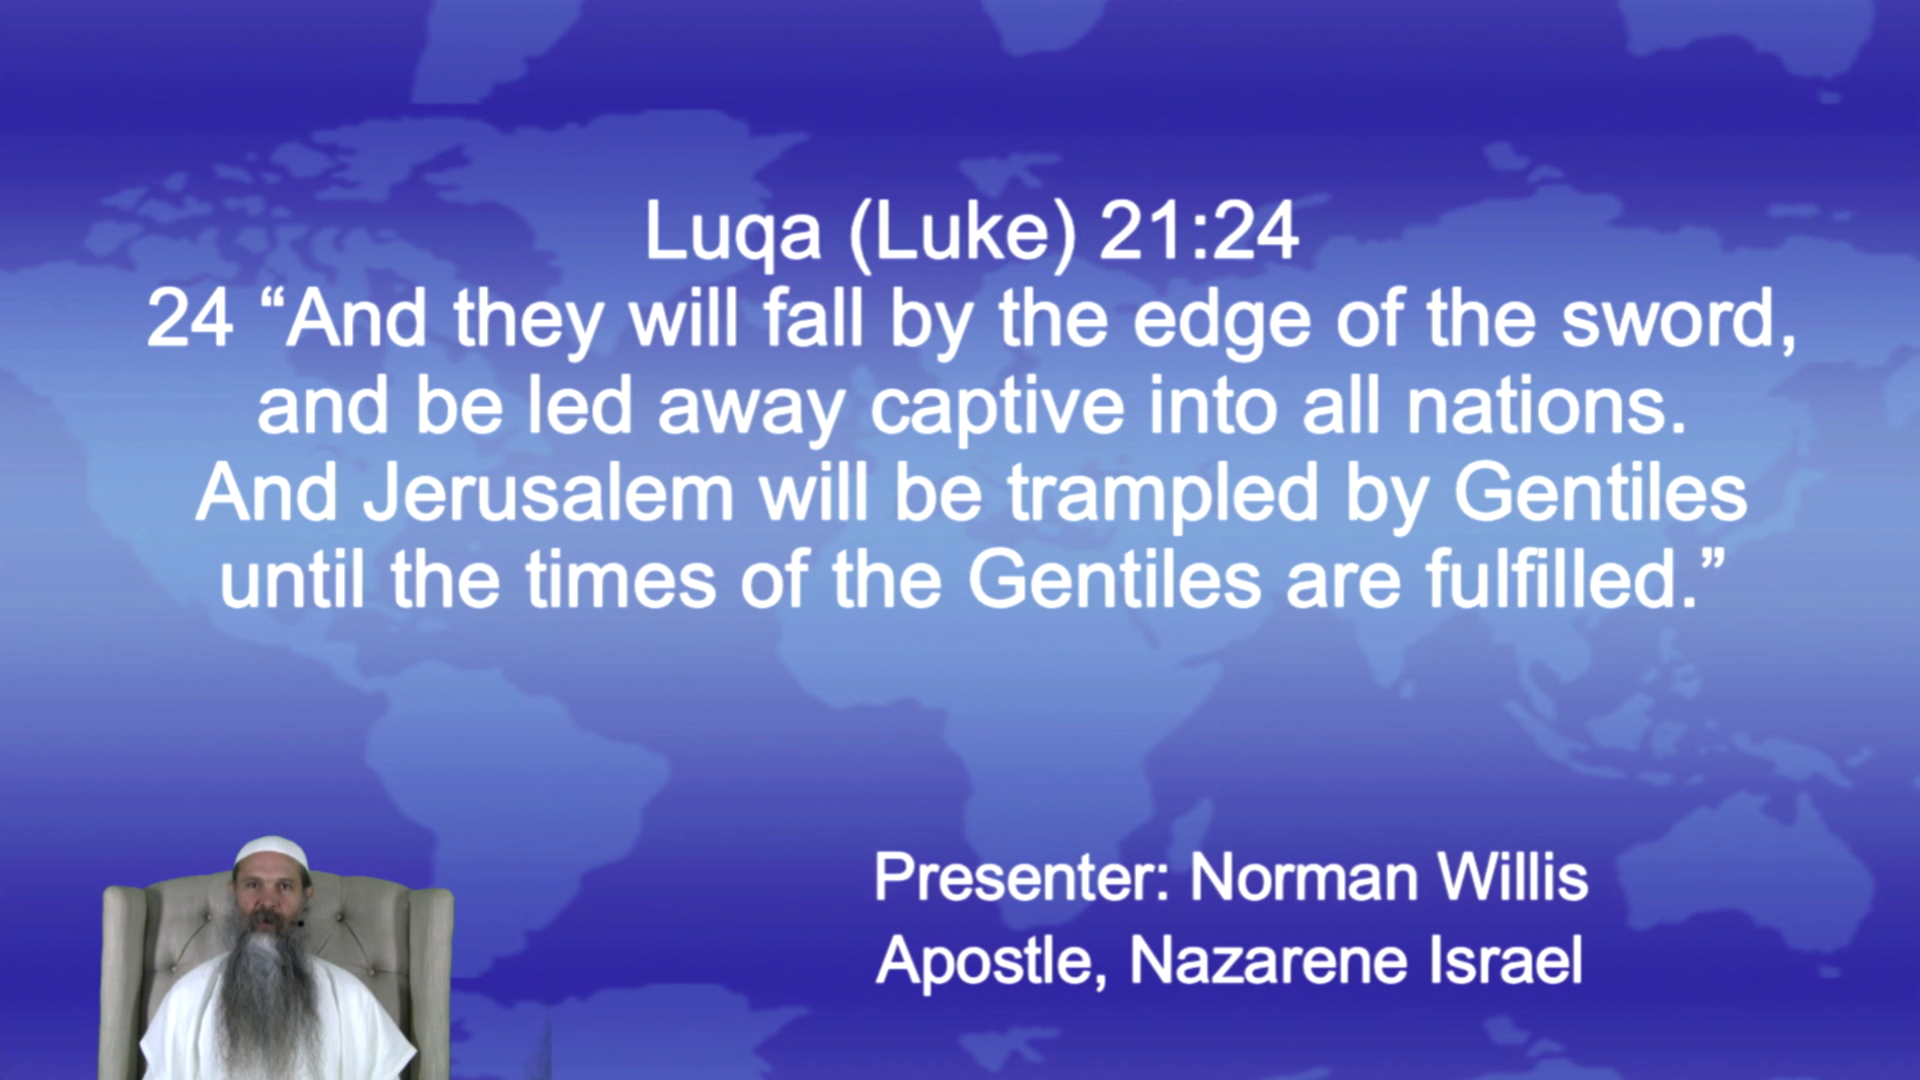 Luqa (Luke) 21:24
24 “And they will fall by the edge of the sword,
and be led away captive into all nations.
And Jerusalem will be trampled by Gentiles
until the times of the Gentiles are fulfilled.”
Presenter: Norman Willis
Apostle, Nazarene Israel